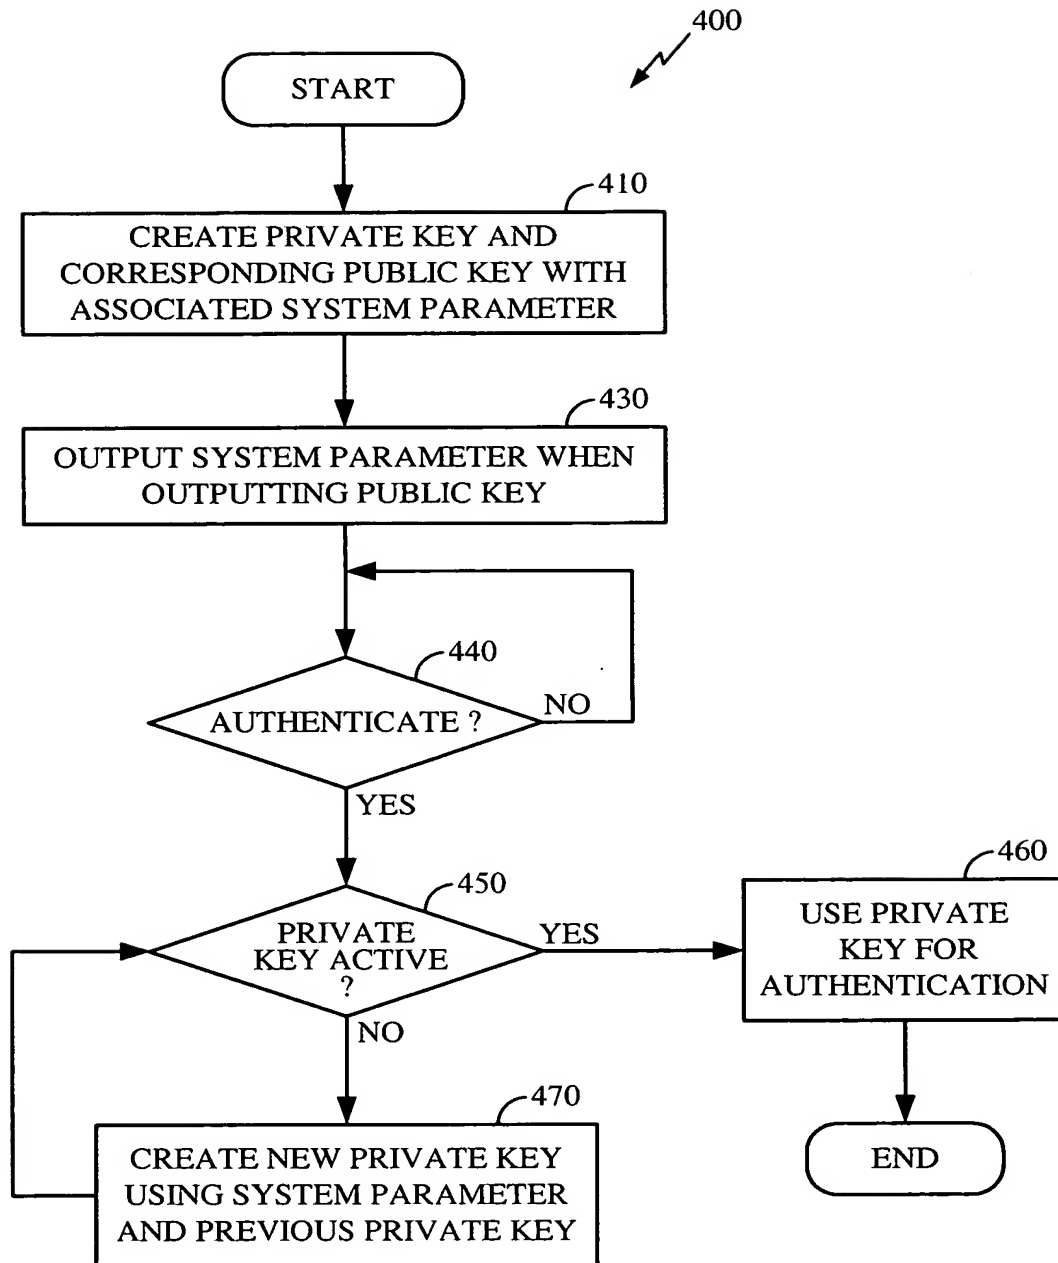 400
START
410
CREATE PRIVATE KEY AND
CORRESPONDING PUBLIC KEY WITH
ASSOCIATED SYSTEM PARAMETER
430
OUTPUT SYSTEM PARAMETER WHEN
OUTPUTTING PUBLIC KEY
440
AUTHENTICATE ?
NO
YES
450
PRIVATE
KEY ACTIVE
?
YES
NO
460
USE PRIVATE
KEY FOR
AUTHENTICATION
470
CREATE NEW PRIVATE KEY
USING SYSTEM PARAMETER
AND PREVIOUS PRIVATE KEY
END